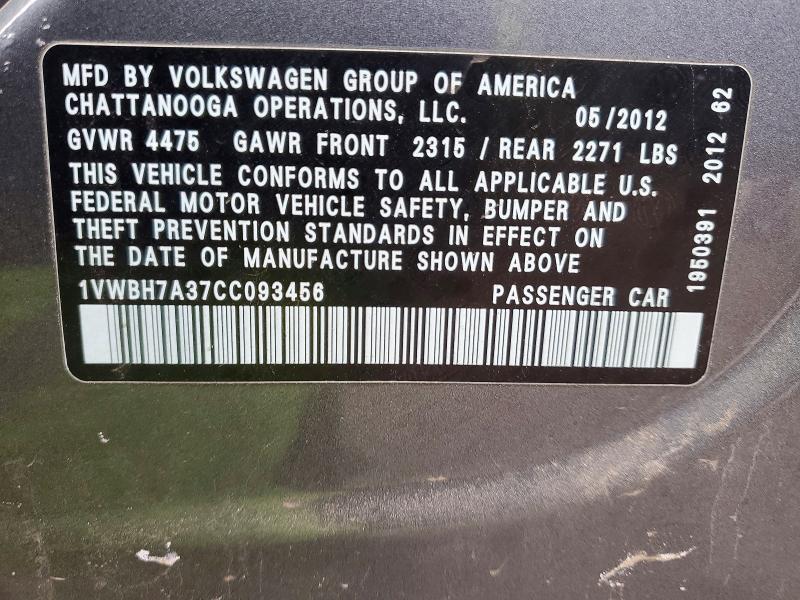 MFD BY VOLKSWAGEN GROUP OF AMERICA
CHATTANOOGA OPERATIONS, LLC. 05/2012
GVWR 4475 GAWR FRONT 2315 / REAR 2271 LBS
THIS VEHICLE CONFORMS TO ALL APPLICABLE U.S.
FEDERAL MOTOR VEHICLE SAFETY, BUMPER AND
THEFT PREVENTION STANDARDS IN EFFECT ON
THE DATE OF MANUFACTURE SHOWN ABOVE
1VWBH7A37CC093456 PASSENGER CAR
1950391 2012 62